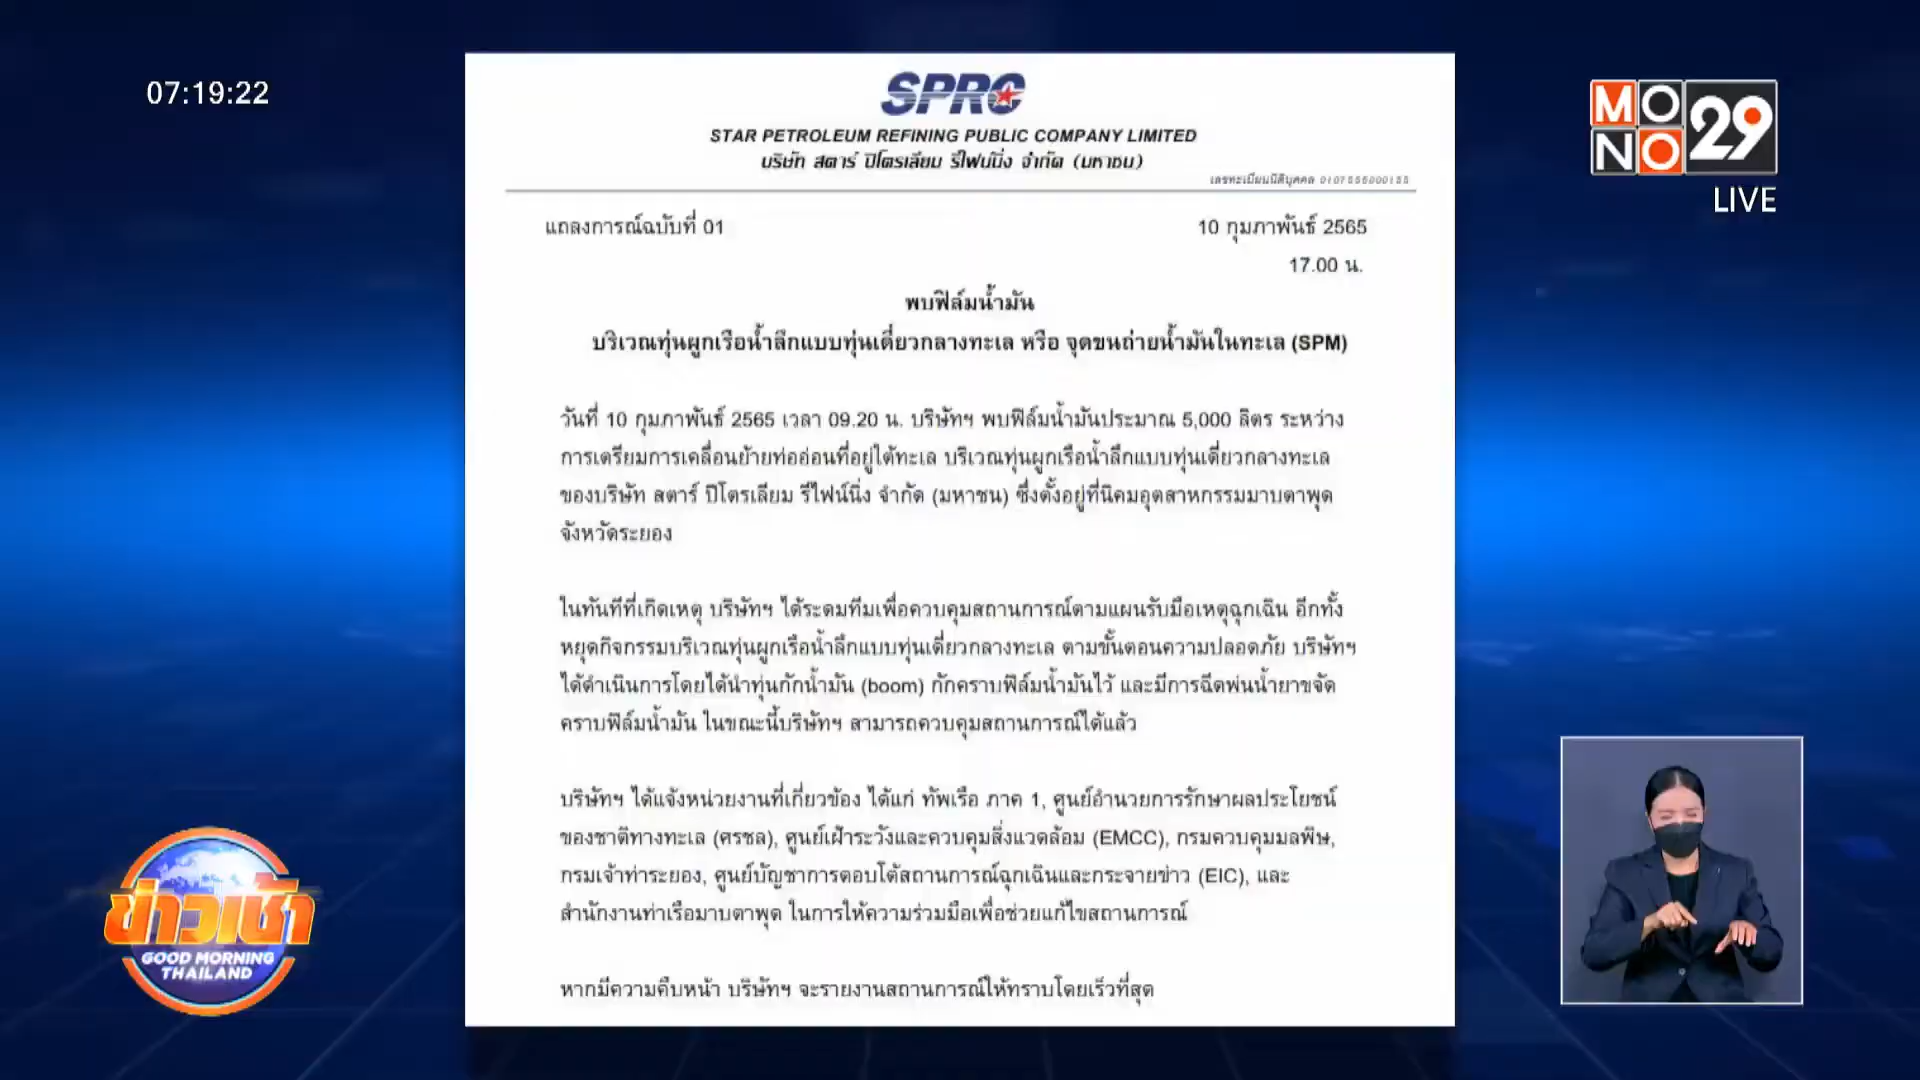 07:19:22
MONO 29
LIVE
SPRC
STAR PETROLEUM REFINING PUBLIC COMPANY LIMITED
บริษัท สตาร์ ปิโตรเลียม รีไฟน์นิ่ง จำกัด (มหาชน)
เลขทะเบียนนิติบุคคล 0107555000155
แถลงการณ์ฉบับที่ 01
10 กุมภาพันธ์ 2565
17.00 น.
พบฟิล์มน้ำมัน
บริเวณทุ่นผูกเรือน้ำลึกแบบทุ่นเดี่ยวกลางทะเล หรือ จุดขนถ่ายน้ำมันในทะเล (SPM)
วันที่ 10 กุมภาพันธ์ 2565 เวลา 09.20 น. บริษัทฯ พบฟิล์มน้ำมันประมาณ 5,000 ลิตร ระหว่าง
การเตรียมการเคลื่อนย้ายท่ออ่อนที่อยู่ใต้ทะเล บริเวณทุ่นผูกเรือน้ำลึกแบบทุ่นเดี่ยวกลางทะเล
ของบริษัท สตาร์ ปิโตรเลียม รีไฟน์นิ่ง จำกัด (มหาชน) ซึ่งตั้งอยู่ที่นิคมอุตสาหกรรมมาบตาพุด
จังหวัดระยอง
ในทันทีที่เกิดเหตุ บริษัทฯ ได้ระดมทีมเพื่อควบคุมสถานการณ์ตามแผนรับมือเหตุฉุกเฉิน อีกทั้ง
หยุดกิจกรรมบริเวณทุ่นผูกเรือน้ำลึกแบบทุ่นเดี่ยวกลางทะเล ตามขั้นตอนความปลอดภัย บริษัทฯ
ได้ดำเนินการโดยได้นำทุ่นกักน้ำมัน (boom) กักคราบฟิล์มน้ำมันไว้ และมีการฉีดพ่นน้ำยาขจัด
คราบฟิล์มน้ำมัน ในขณะนี้บริษัทฯ สามารถควบคุมสถานการณ์ได้แล้ว
บริษัทฯ ได้แจ้งหน่วยงานที่เกี่ยวข้อง ได้แก่ ทัพเรือ ภาค 1, ศูนย์อำนวยการรักษาผลประโยชน์
ของชาติทางทะเล (ศรชล), ศูนย์เฝ้าระวังและควบคุมสิ่งแวดล้อม (EMCC), กรมควบคุมมลพิษ,
กรมเจ้าท่าระยอง, ศูนย์บัญชาการตอบโต้สถานการณ์ฉุกเฉินและกระจายข่าว (EIC), และ
สำนักงานท่าเรือมาบตาพุด ในการให้ความร่วมมือเพื่อช่วยแก้ไขสถานการณ์
หากมีความคืบหน้า บริษัทฯ จะรายงานสถานการณ์ให้ทราบโดยเร็วที่สุด
ข่าวเช้า
GOOD MORNING
THAILAND